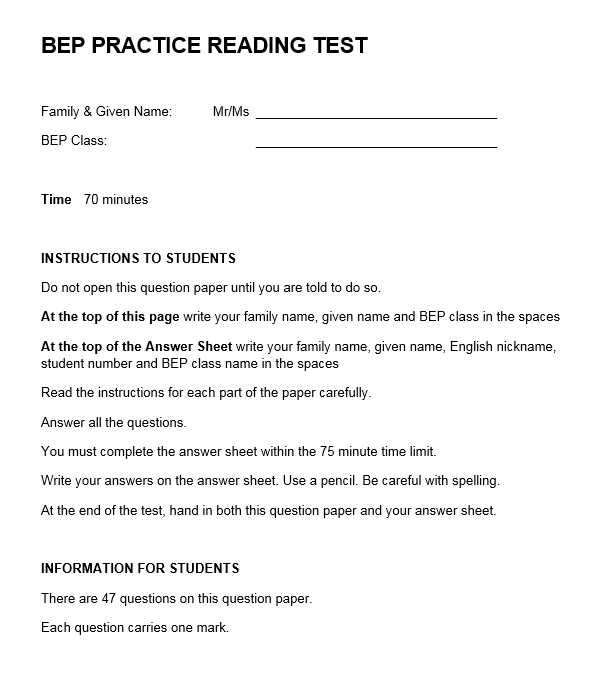 BEP PRACTICE READING TEST
Family & Given Name: Mr/Ms
BEP Class:
Time 70 minutes
INSTRUCTIONS TO STUDENTS
Do not open this question paper until you are told to do so.
At the top of this page write your family name, given name and BEP class in the spaces
At the top of the Answer Sheet write your family name, given name, English nickname,
student number and BEP class name in the spaces
Read the instructions for each part of the paper carefully.
Answer all the questions.
You must complete the answer sheet within the 75 minute time limit.
Write your answers on the answer sheet. Use a pencil. Be careful with spelling.
At the end of the test, hand in both this question paper and your answer sheet.
INFORMATION FOR STUDENTS
There are 47 questions on this question paper.
Each question carries one mark.